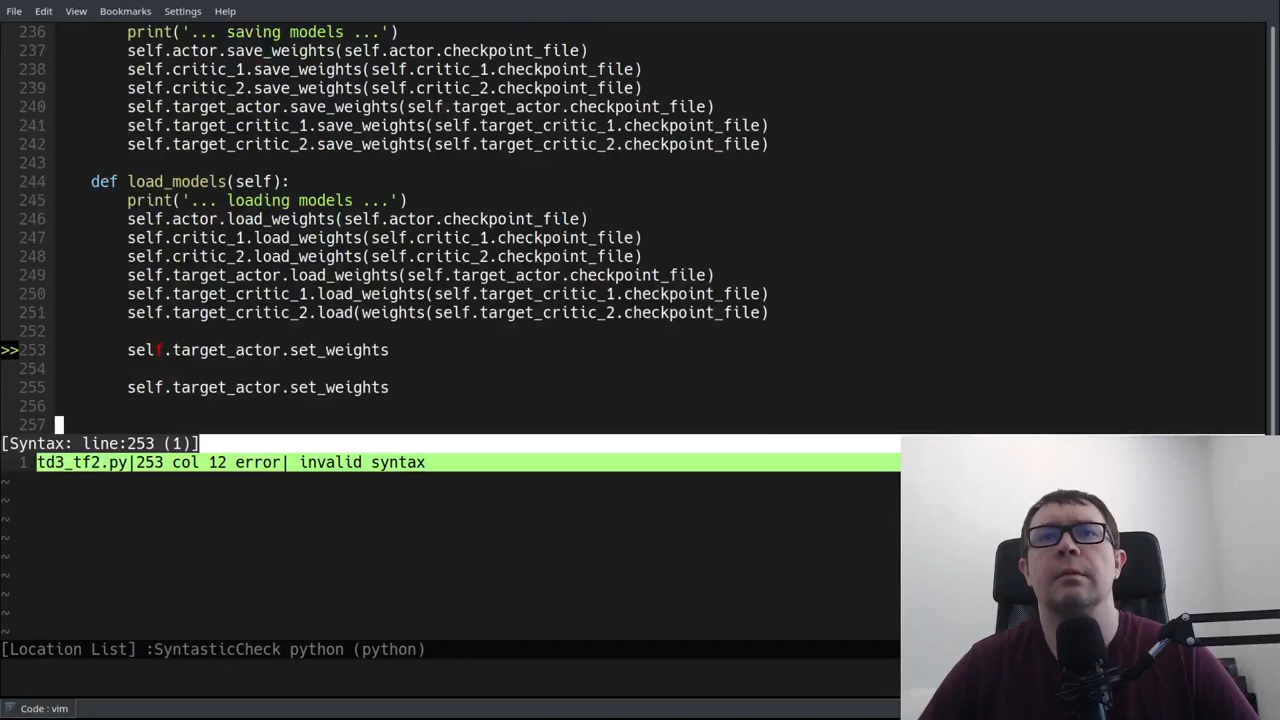 File Edit View Bookmarks Settings Help
236 print('... saving models ...')
237 self.actor.save_weights(self.actor.checkpoint_file)
238 self.critic_1.save_weights(self.critic_1.checkpoint_file)
239 self.critic_2.save_weights(self.critic_2.checkpoint_file)
240 self.target_actor.save_weights(self.target_actor.checkpoint_file)
241 self.target_critic_1.save_weights(self.target_critic_1.checkpoint_file)
242 self.target_critic_2.save_weights(self.target_critic_2.checkpoint_file)
243
244 def load_models(self):
245 print('... loading models ...')
246 self.actor.load_weights(self.actor.checkpoint_file)
247 self.critic_1.load_weights(self.critic_1.checkpoint_file)
248 self.critic_2.load_weights(self.critic_2.checkpoint_file)
249 self.target_actor.load_weights(self.target_actor.checkpoint_file)
250 self.target_critic_1.load_weights(self.target_critic_1.checkpoint_file)
251 self.target_critic_2.load(weights(self.target_critic_2.checkpoint_file)
252
>>253 self.target_actor.set_weights
254
255 self.target_actor.set_weights
256
257
[Syntax: line:253 (1)]
1 td3_tf2.py|253 col 12 error| invalid syntax
~
~
~
~
~
~
~
~
~
[Location List] :SyntasticCheck python (python)
Code : vim